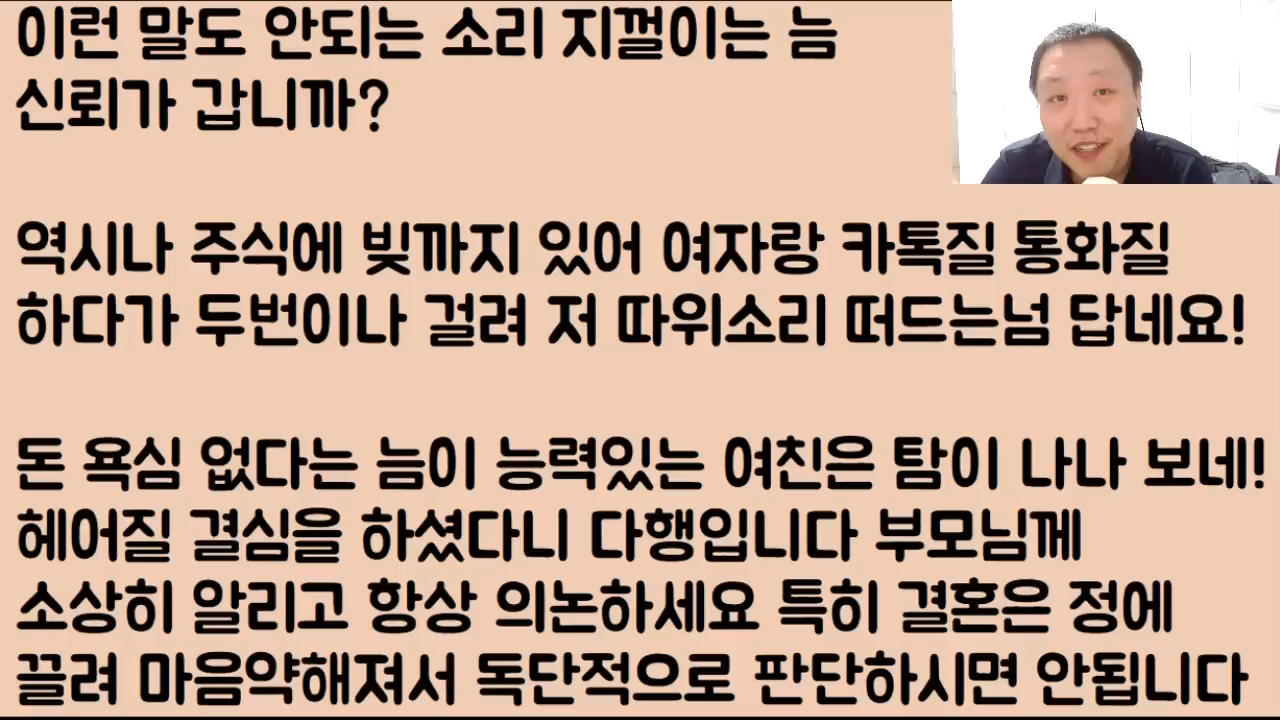 이런 말도 안되는 소리 지껄이는 늠
신뢰가 갑니까?
역시나 주식에 빚까지 있어 여자랑 카톡질 통화질
하다가 두번이나 걸려 저 따위소리 떠드는넘 답네요!
돈 욕심 없다는 늠이 능력있는 여친은 탐이 나나 보네!
헤어질 결심을 하셨다니 다행입니다 부모님께
소상히 알리고 항상 의논하세요 특히 결혼은 정에
끌려 마음약해져서 독단적으로 판단하시면 안됩니다